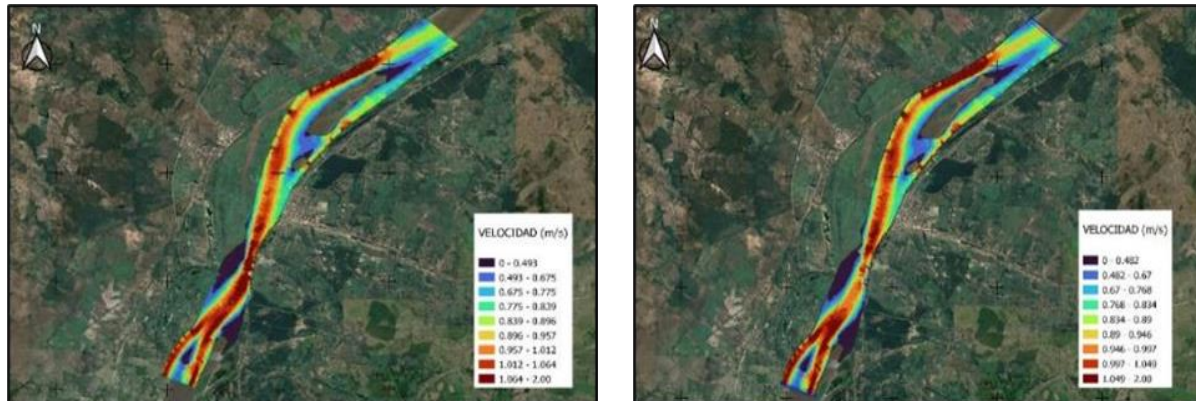 N
VELOCIDAD (m/s)
0 - 0.493
0.493 - 0.675
0.675 - 0.775
0.775 - 0.839
0.839 - 0.896
0.896 - 0.957
0.957 - 1.012
1.012 - 1.064
1.064 - 2.00
N
VELOCIDAD (m/s)
0 - 0.482
0.482 - 0.67
0.67 - 0.768
0.768 - 0.834
0.834 - 0.89
0.89 - 0.946
0.946 - 0.997
0.997 - 1.049
1.049 - 2.00